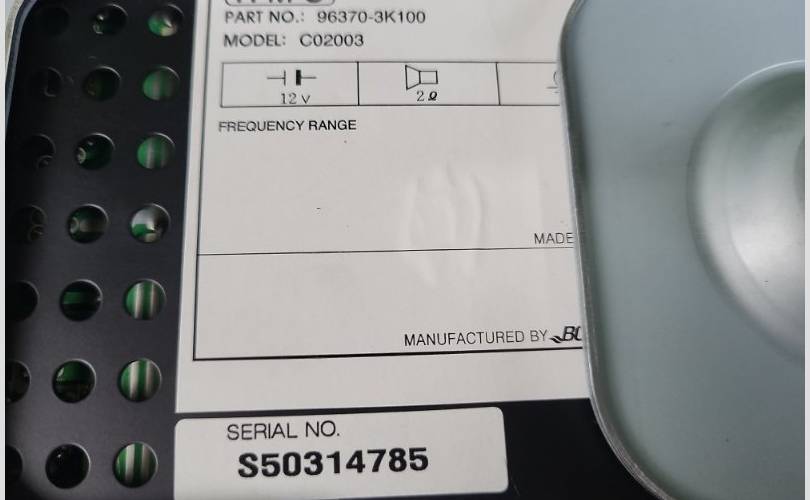 PART NO.: 96370-3K100
MODEL: C02003
12 V
2 Ω
FREQUENCY RANGE
MADE
MANUFACTURED BY
SERIAL NO.
S50314785